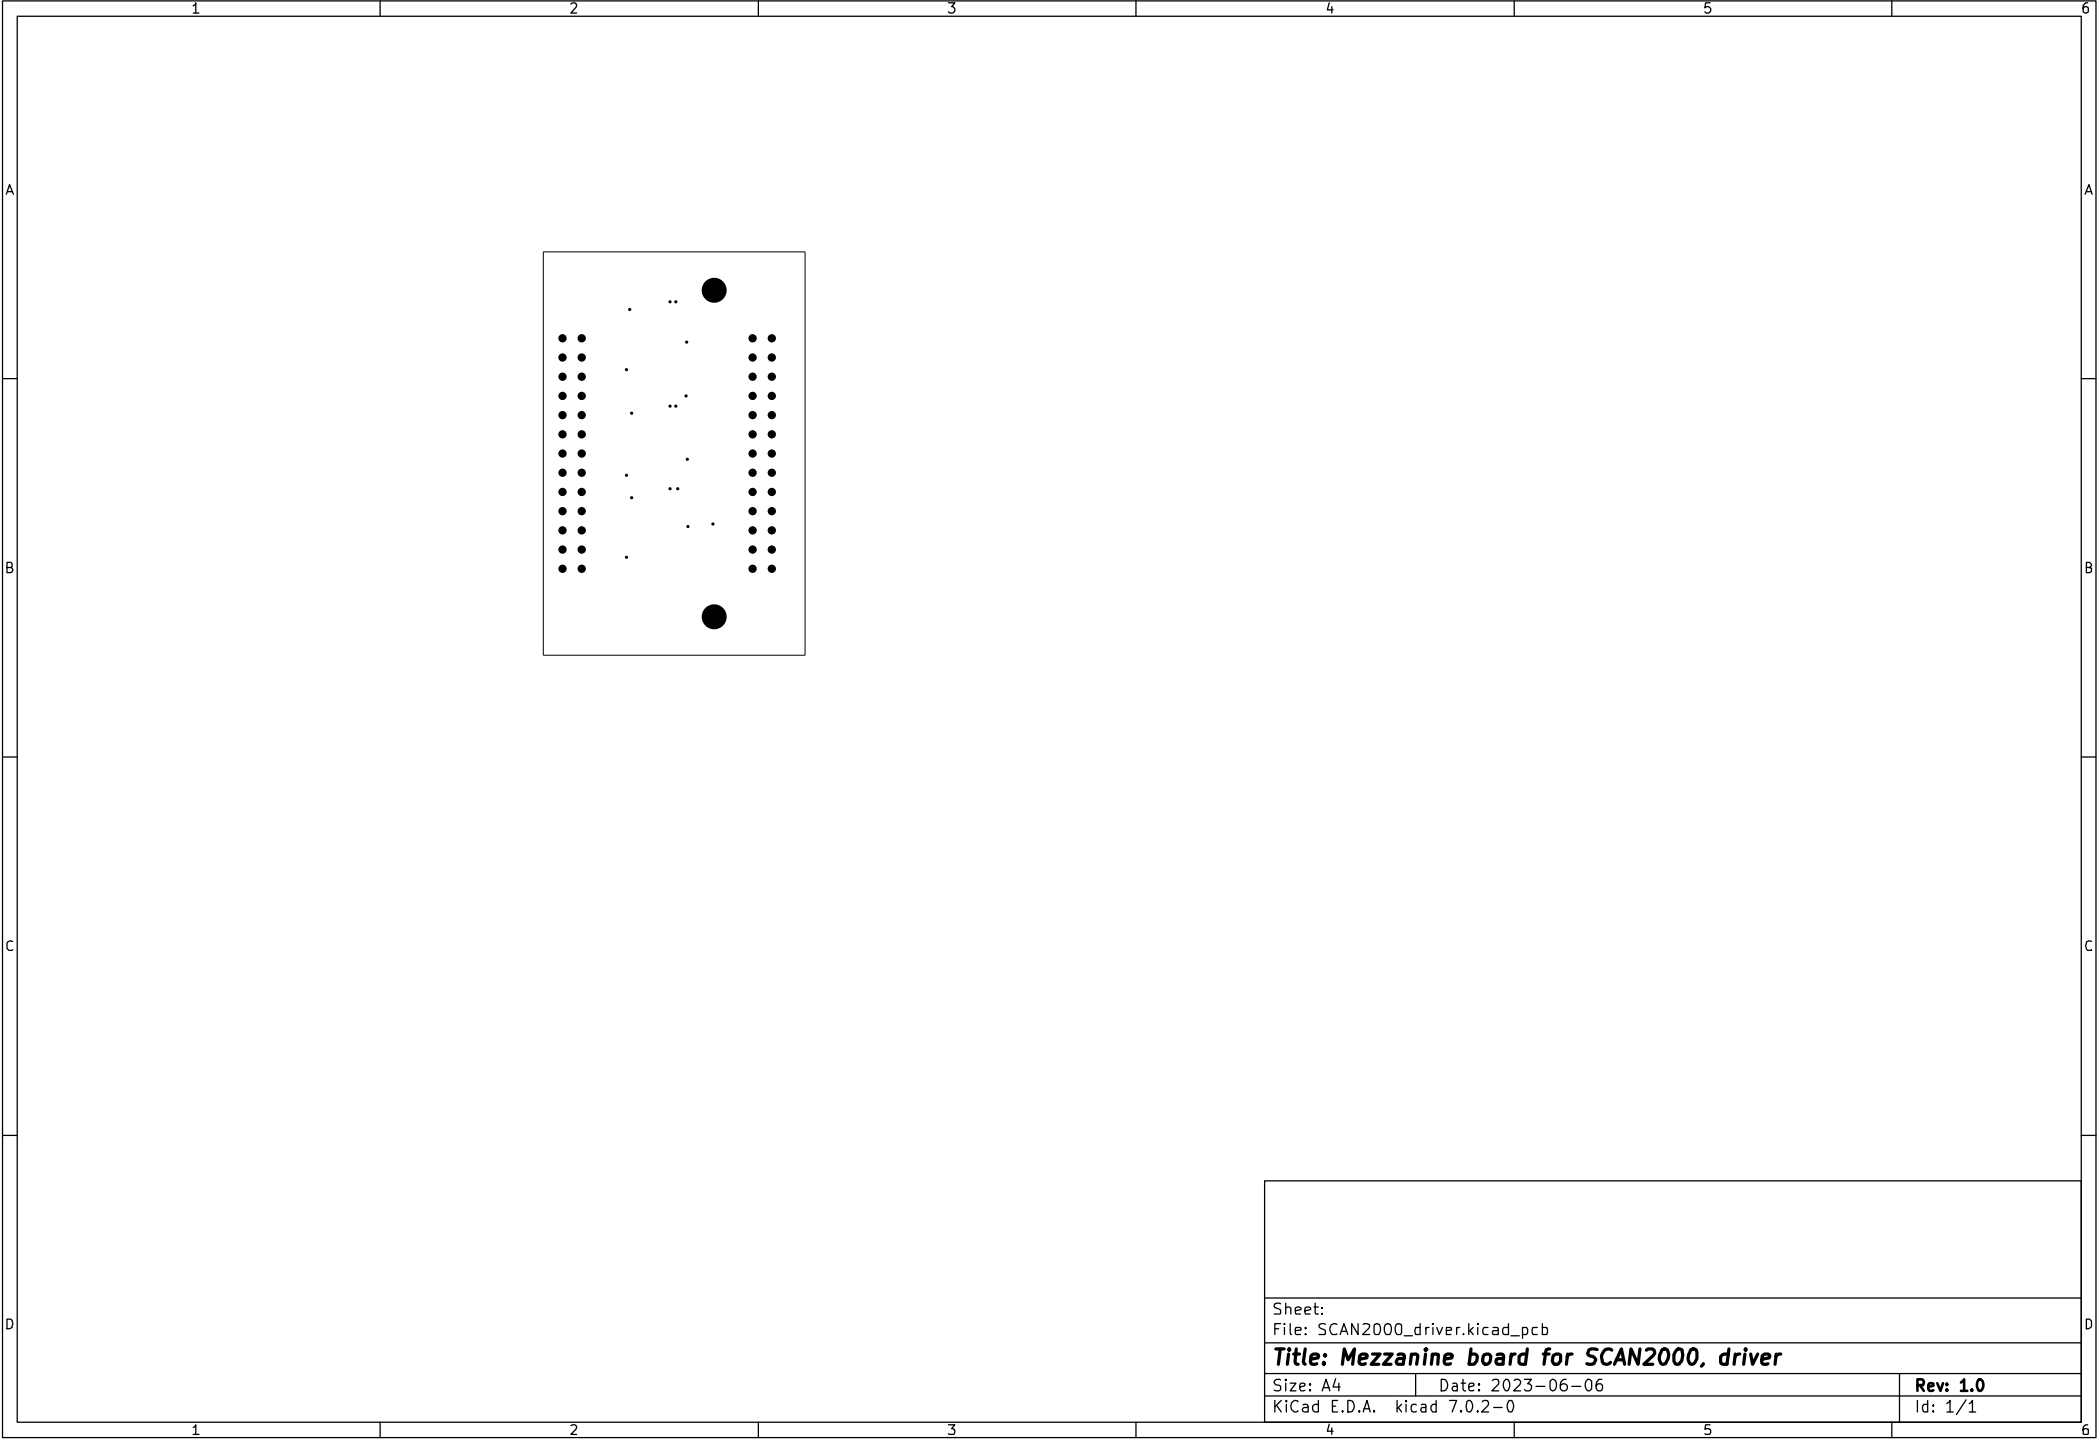 1 2 3 4 5 6
A A
B B
C C
D D
Sheet:
File: SCAN2000_driver.kicad_pcb
Title: Mezzanine board for SCAN2000, driver
Size: A4 Date: 2023-06-06 Rev: 1.0
KiCad E.D.A. kicad 7.0.2-0 Id: 1/1
1 2 3 4 5 6